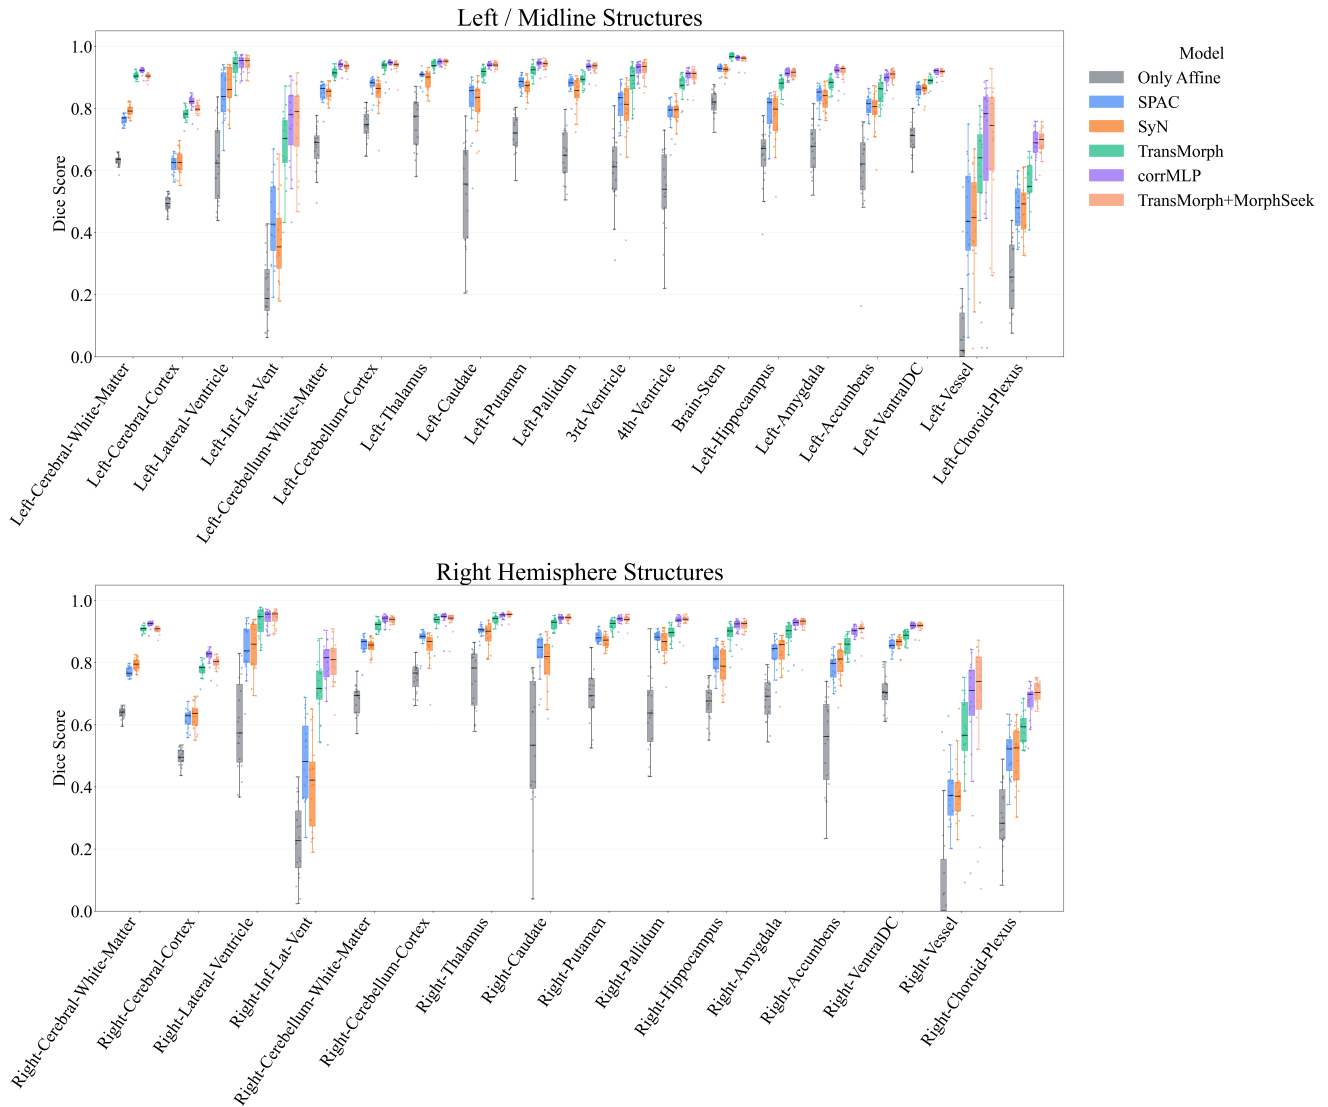 Left / Midline Structures
Dice Score
1.0
0.8
0.6
0.4
0.2
0.0
Left-Cerebral-White-Matter
Left-Cerebral-Cortex
Left-Lateral-Ventricle
Left-Inf-Lat-Vent
Left-Cerebellum-White-Matter
Left-Cerebellum-Cortex
Left-Thalamus
Left-Caudate
Left-Putamen
Left-Pallidum
3rd-Ventricle
4th-Ventricle
Brain-Stem
Left-Hippocampus
Left-Amygdala
Left-Accumbens
Left-VentralDC
Left-Vessel
Left-Choroid-Plexus
Model
Only Affine
SPAC
SyN
TransMorph
corrMLP
TransMorph+MorphSeek
Right Hemisphere Structures
Dice Score
1.0
0.8
0.6
0.4
0.2
0.0
Right-Cerebral-White-Matter
Right-Cerebral-Cortex
Right-Lateral-Ventricle
Right-Inf-Lat-Vent
Right-Cerebellum-White-Matter
Right-Cerebellum-Cortex
Right-Thalamus
Right-Caudate
Right-Putamen
Right-Pallidum
Right-Hippocampus
Right-Amygdala
Right-Accumbens
Right-VentralDC
Right-Vessel
Right-Choroid-Plexus